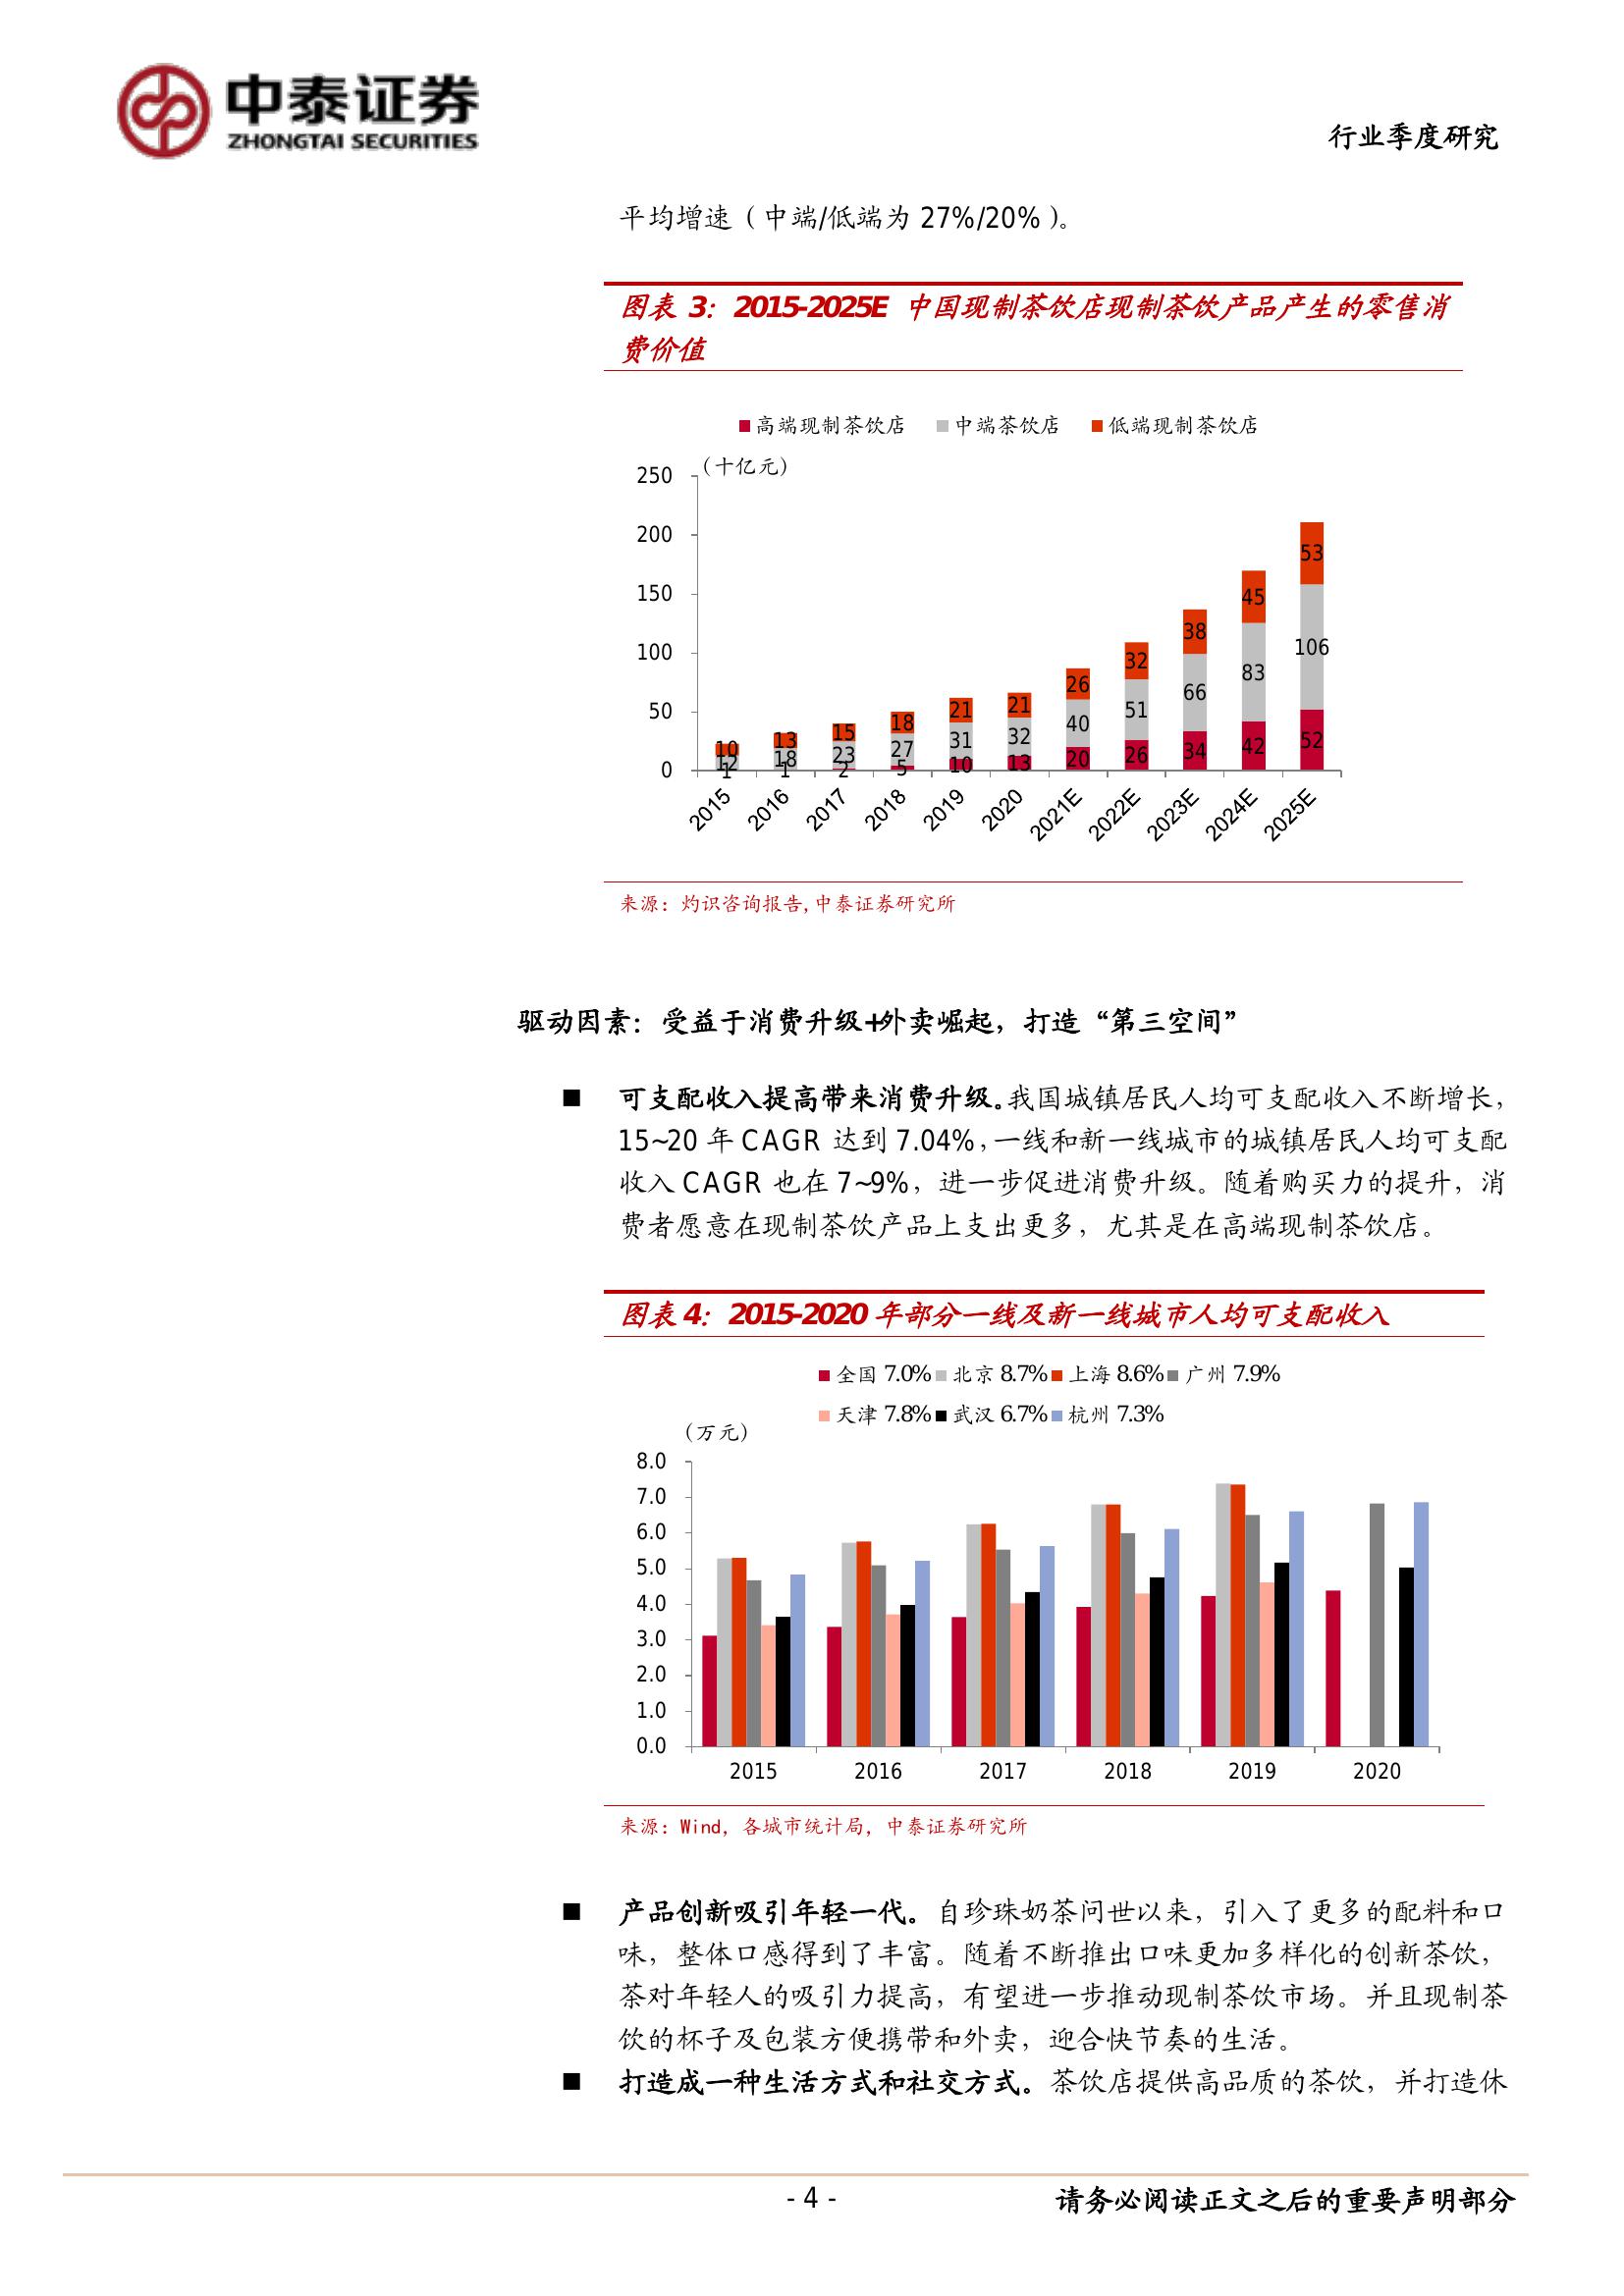 中泰证券
ZHONGTAI SECURITIES
行业季度研究
平均增速（中端/低端为 27%/20%）。
图表 3：2015-2025E 中国现制茶饮店现制茶饮产品产生的零售消
费价值
高端现制茶饮店 中端茶饮店 低端现制茶饮店
（十亿元）
250
200
150
100
50
0
10 13 15 18 21 21 26 32 38 45 53
12 18 23 27 31 32 40 51 66 83 106
1 1 2 5 10 13 20 26 34 42 52
2015 2016 2017 2018 2019 2020 2021E 2022E 2023E 2024E 2025E
来源：灼识咨询报告,中泰证券研究所
驱动因素：受益于消费升级+外卖崛起，打造“第三空间”
■ 可支配收入提高带来消费升级。我国城镇居民人均可支配收入不断增长，
15~20 年 CAGR 达到 7.04%，一线和新一线城市的城镇居民人均可支配
收入 CAGR 也在 7~9%，进一步促进消费升级。随着购买力的提升，消
费者愿意在现制茶饮产品上支出更多，尤其是在高端现制茶饮店。
图表 4：2015-2020 年部分一线及新一线城市人均可支配收入
全国 7.0% 北京 8.7% 上海 8.6% 广州 7.9%
天津 7.8% 武汉 6.7% 杭州 7.3%
（万元）
8.0
7.0
6.0
5.0
4.0
3.0
2.0
1.0
0.0
2015 2016 2017 2018 2019 2020
来源：Wind，各城市统计局，中泰证券研究所
■ 产品创新吸引年轻一代。自珍珠奶茶问世以来，引入了更多的配料和口
味，整体口感得到了丰富。随着不断推出口味更加多样化的创新茶饮，
茶对年轻人的吸引力提高，有望进一步推动现制茶饮市场。并且现制茶
饮的杯子及包装方便携带和外卖，迎合快节奏的生活。
■ 打造成一种生活方式和社交方式。茶饮店提供高品质的茶饮，并打造休
- 4 -
请务必阅读正文之后的重要声明部分